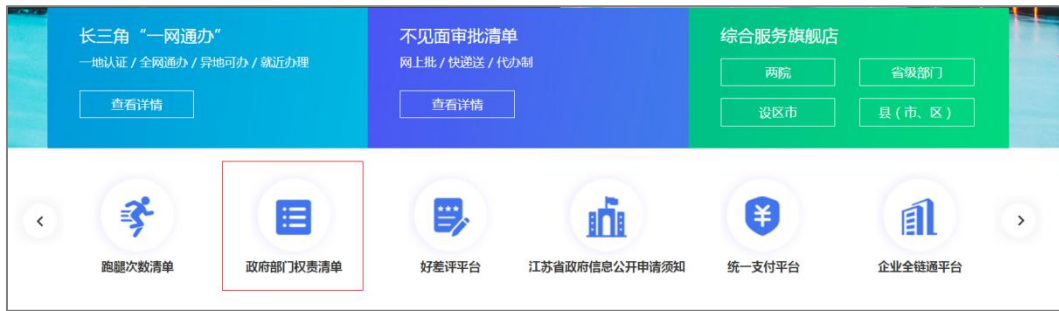 长三角“一网通办”
一地认证 / 全网通办 / 异地可办 / 就近办理
查看详情
不见面审批清单
网上批 / 快递送 / 代办制
查看详情
综合服务旗舰店
两院
省级部门
设区市
县（市、区）
跑腿次数清单
政府部门权责清单
好差评平台
江苏省政府信息公开申请须知
统一支付平台
企业全链通平台